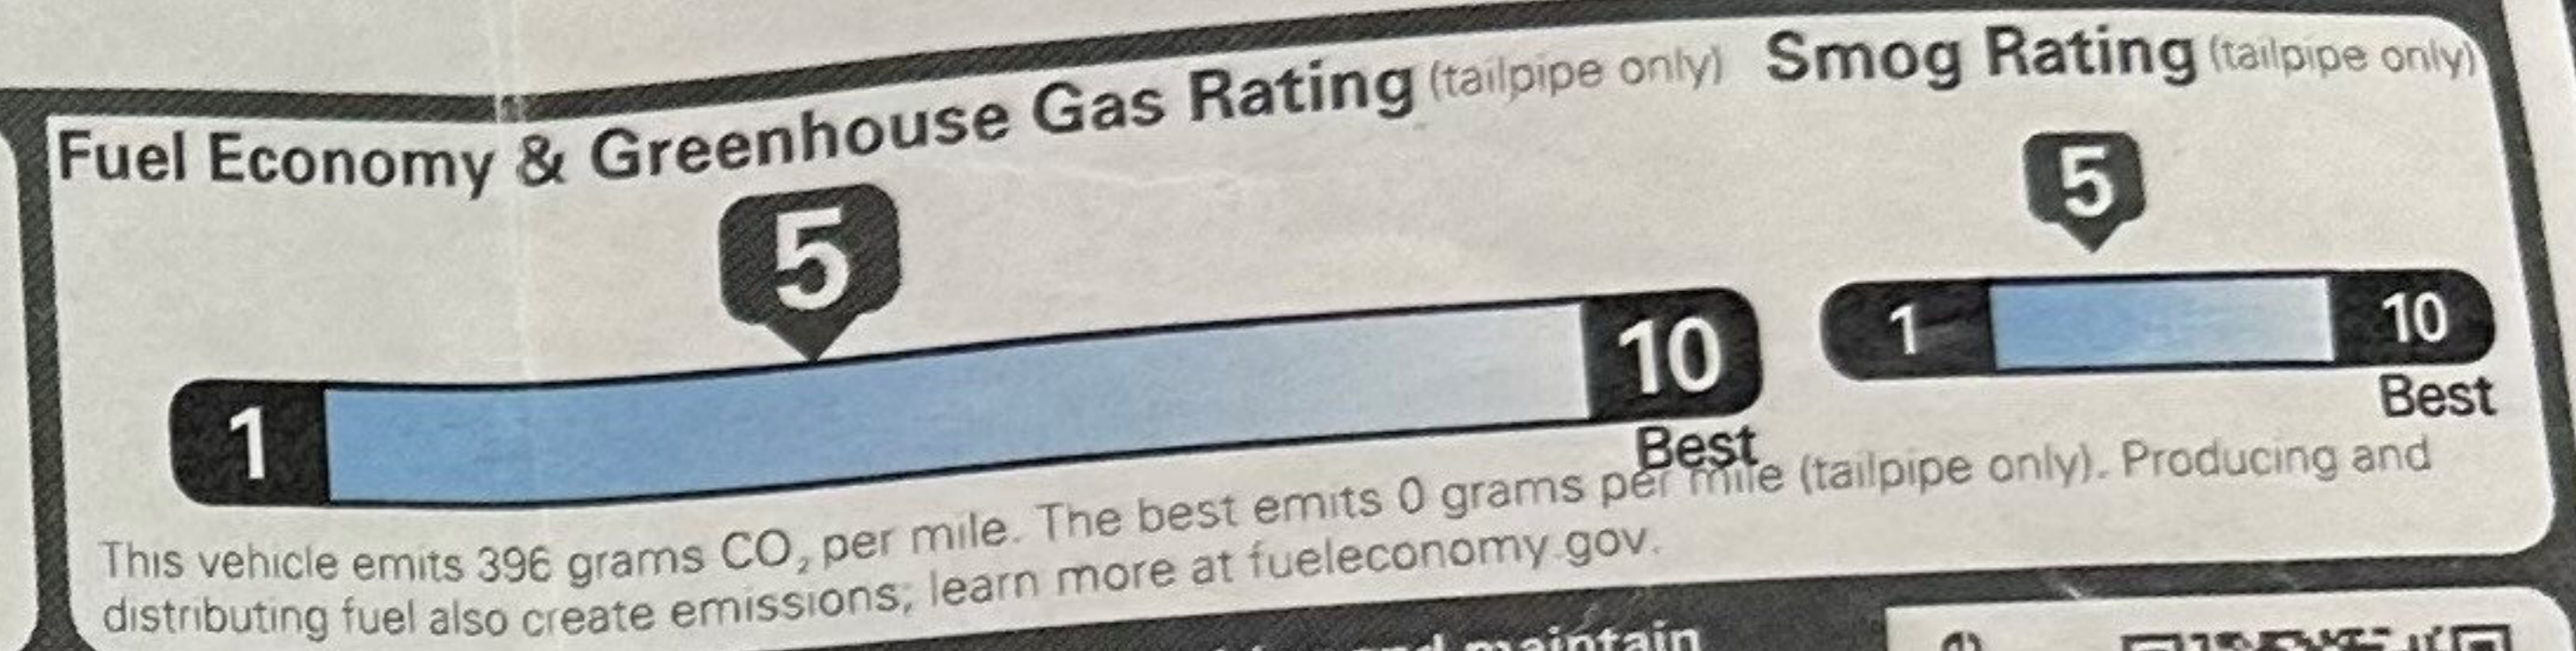 Fuel Economy & Greenhouse Gas Rating (tailpipe only) Smog Rating (tailpipe only)
5
5
1
10
1
10
Best
Best
This vehicle emits 396 grams CO₂ per mile. The best emits 0 grams per mile (tailpipe only). Producing and
distributing fuel also create emissions; learn more at fueleconomy.gov.
and maintain